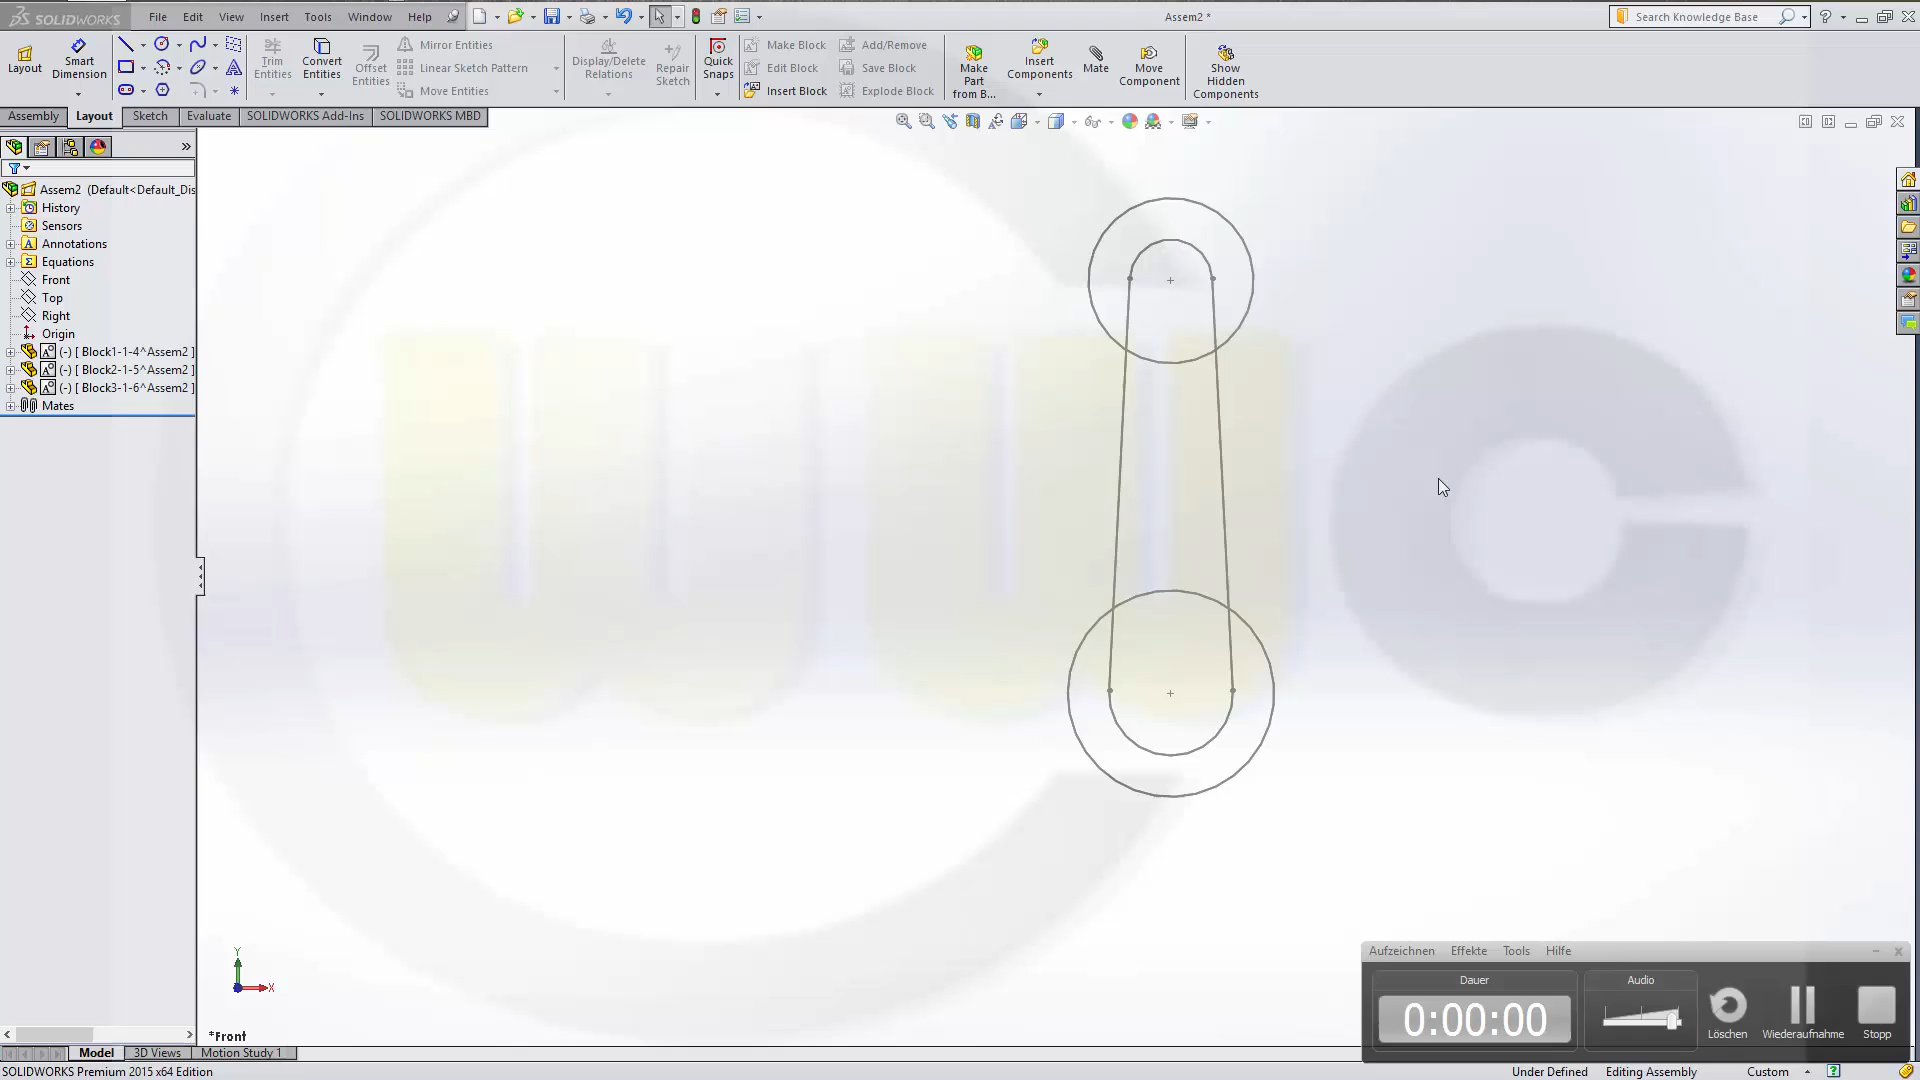 SOLIDWORKS File Edit View Insert Tools Window Help Assem2 * Search Knowledge Base
Layout Smart Dimension Trim Entities Convert Entities Offset Entities Mirror Entities Linear Sketch Pattern Move Entities Display/Delete Relations Repair Sketch Quick Snaps Make Block Edit Block Insert Block Add/Remove Save Block Explode Block Make Part from B... Insert Components Mate Move Component Show Hidden Components
Assembly Layout Sketch Evaluate SOLIDWORKS Add-Ins SOLIDWORKS MBD
Assem2 (Default<Default_Dis
History
Sensors
Annotations
Equations
Front
Top
Right
Origin
(-) [ Block1-1-4^Assem2 ]
(-) [ Block2-1-5^Assem2 ]
(-) [ Block3-1-6^Assem2 ]
Mates
Y
X
*Front
Aufzeichnen Effekte Tools Hilfe
Dauer Audio
0:00:00
Löschen Wiederaufnahme Stopp
Model 3D Views Motion Study 1
SOLIDWORKS Premium 2015 x64 Edition Under Defined Editing Assembly Custom